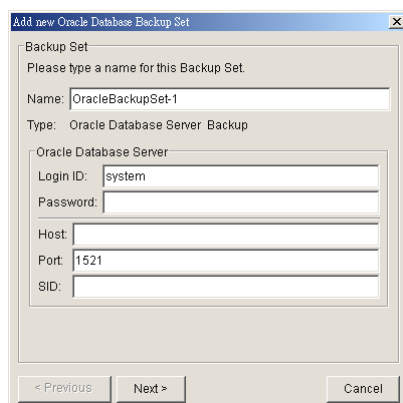 Add new Oracle Database Backup Set
Backup Set
Please type a name for this Backup Set.
Name: OracleBackupSet-1
Type: Oracle Database Server Backup
Oracle Database Server
Login ID: system
Password:
Host:
Port: 1521
SID:
< Previous Next > Cancel